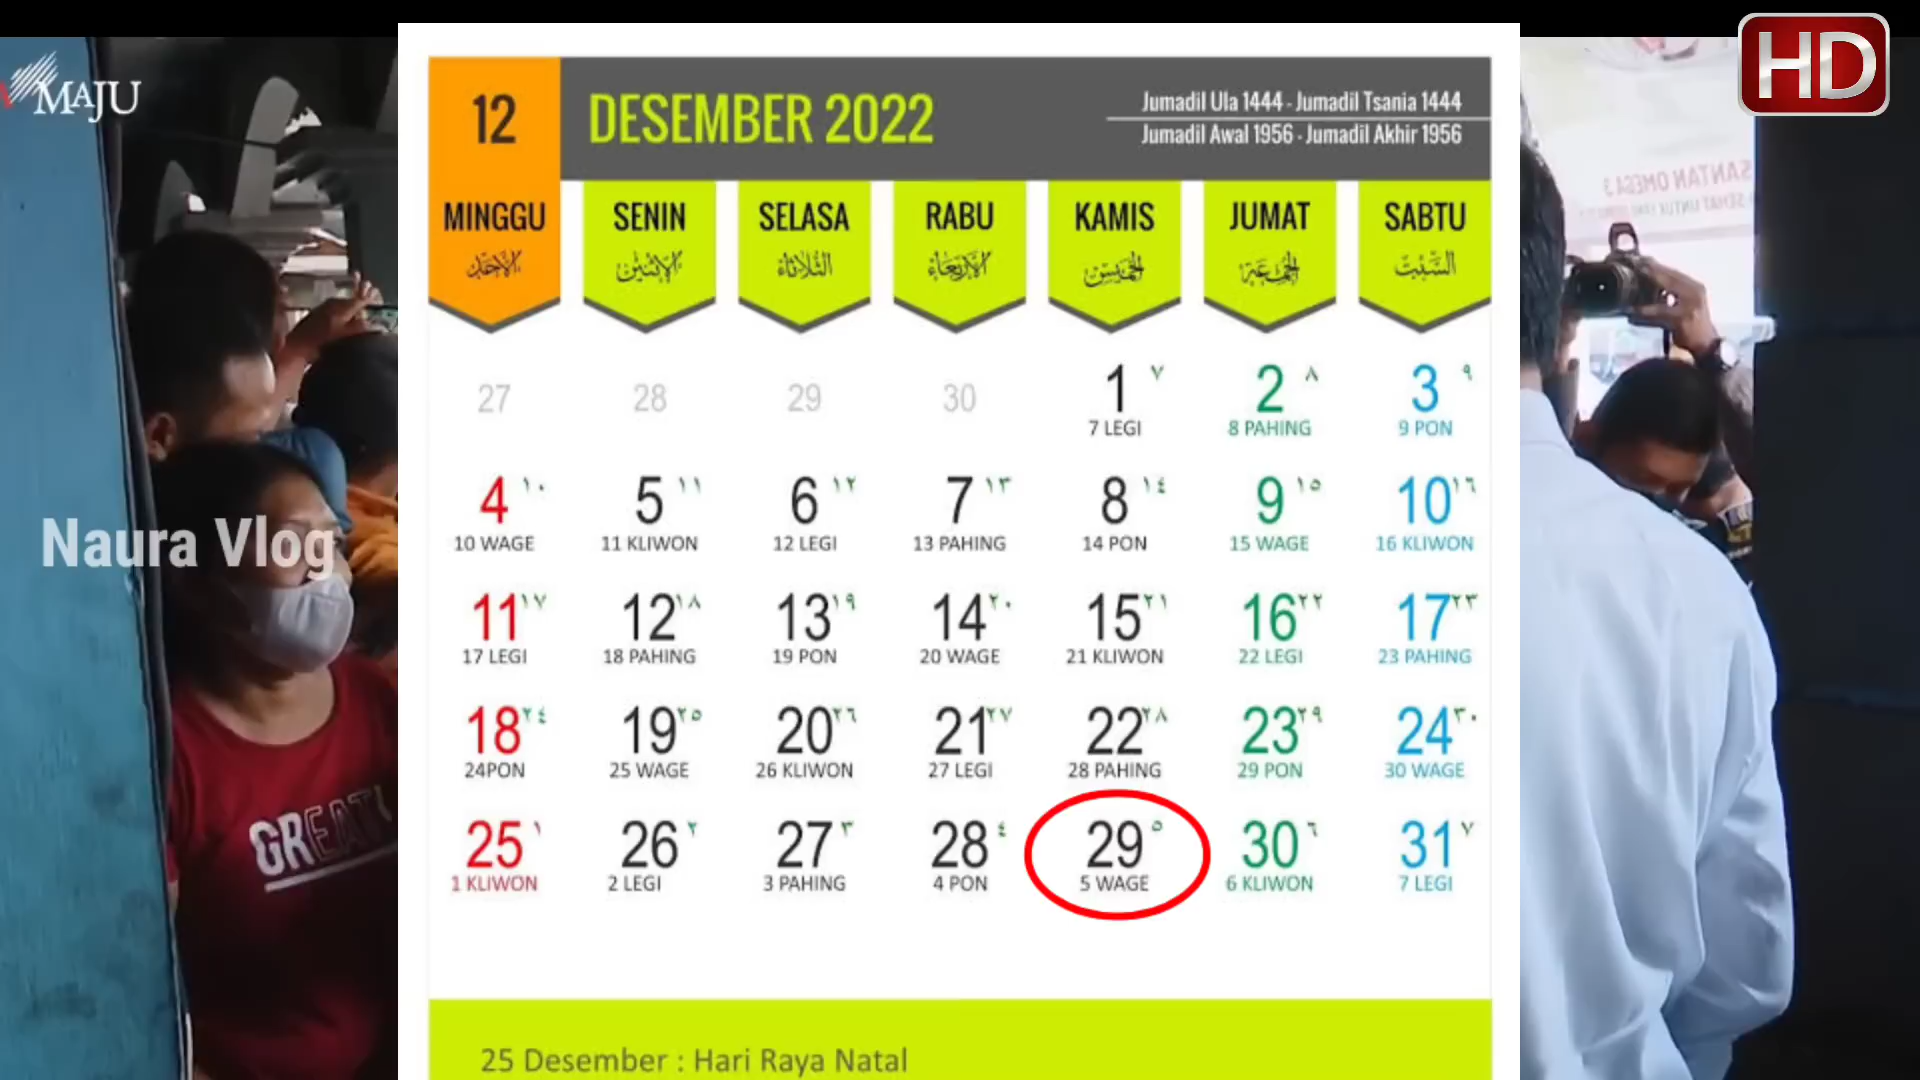 HD
MAJU
12
DESEMBER 2022
Jumadil Ula 1444 - Jumadil Tsania 1444
Jumadil Awal 1956 - Jumadil Akhir 1956
MINGGU SENIN SELASA RABU KAMIS JUMAT SABTU
الأحد الإثنين الثلاثاء الأربعاء الخميس الجمعة السبت
SANTAN OMEGA 3
27 28 29 30 1 ٧ 2 ٨ 3 ٩
7 LEGI 8 PAHING 9 PON
4 ١٠ 5 ١١ 6 ١٢ 7 ١٣ 8 ١٤ 9 ١٥ 10 ١٦
10 WAGE 11 KLIWON 12 LEGI 13 PAHING 14 PON 15 WAGE 16 KLIWON
Naura Vlog
11 ١٧ 12 ١٨ 13 ١٩ 14 ٢٠ 15 ٢١ 16 ٢٢ 17 ٢٣
17 LEGI 18 PAHING 19 PON 20 WAGE 21 KLIWON 22 LEGI 23 PAHING
18 ٢٤ 19 ٢٥ 20 ٢٦ 21 ٢٧ 22 ٢٨ 23 ٢٩ 24 ٣٠
24PON 25 WAGE 26 KLIWON 27 LEGI 28 PAHING 29 PON 30 WAGE
GREAT
25 ١ 26 ٢ 27 ٣ 28 ٤ 29 ٥ 30 ٦ 31 ٧
1 KLIWON 2 LEGI 3 PAHING 4 PON 5 WAGE 6 KLIWON 7 LEGI
25 Desember : Hari Raya Natal